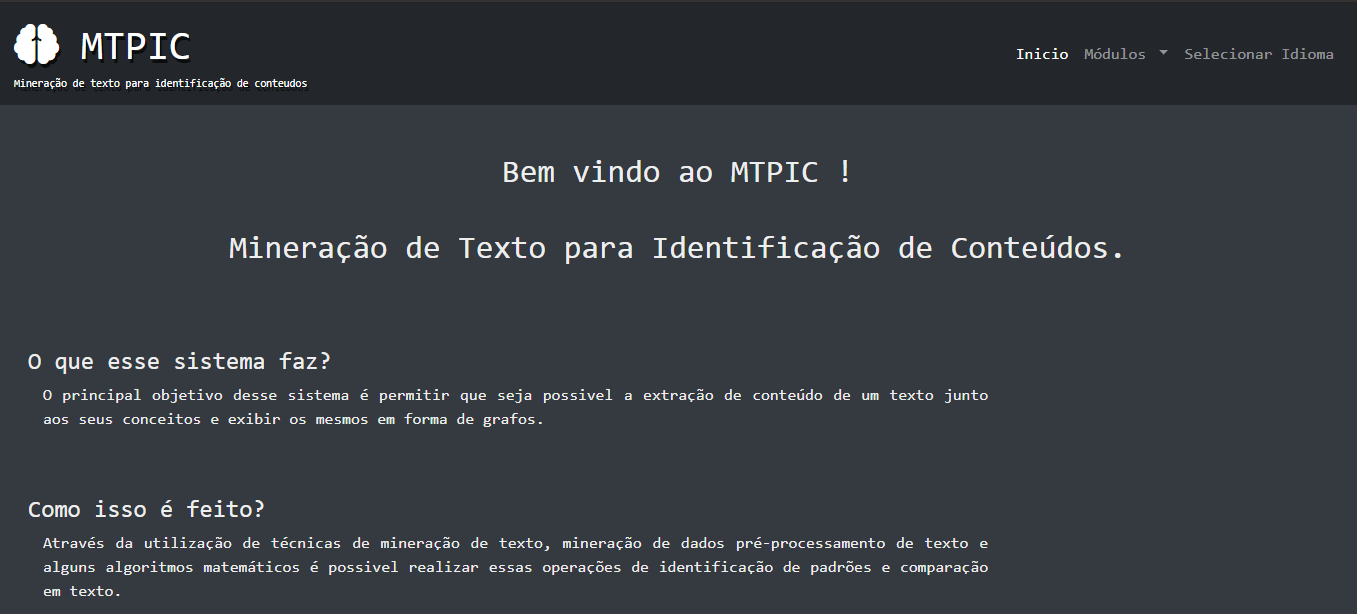 MTPIC
Mineração de texto para identificação de conteudos
Inicio Módulos Selecionar Idioma
Bem vindo ao MTPIC !
Mineração de Texto para Identificação de Conteúdos.
O que esse sistema faz?
O principal objetivo desse sistema é permitir que seja possivel a extração de conteúdo de um texto junto
aos seus conceitos e exibir os mesmos em forma de grafos.
Como isso é feito?
Através da utilização de técnicas de mineração de texto, mineração de dados pré-processamento de texto e
alguns algoritmos matemáticos é possivel realizar essas operações de identificação de padrões e comparação
em texto.